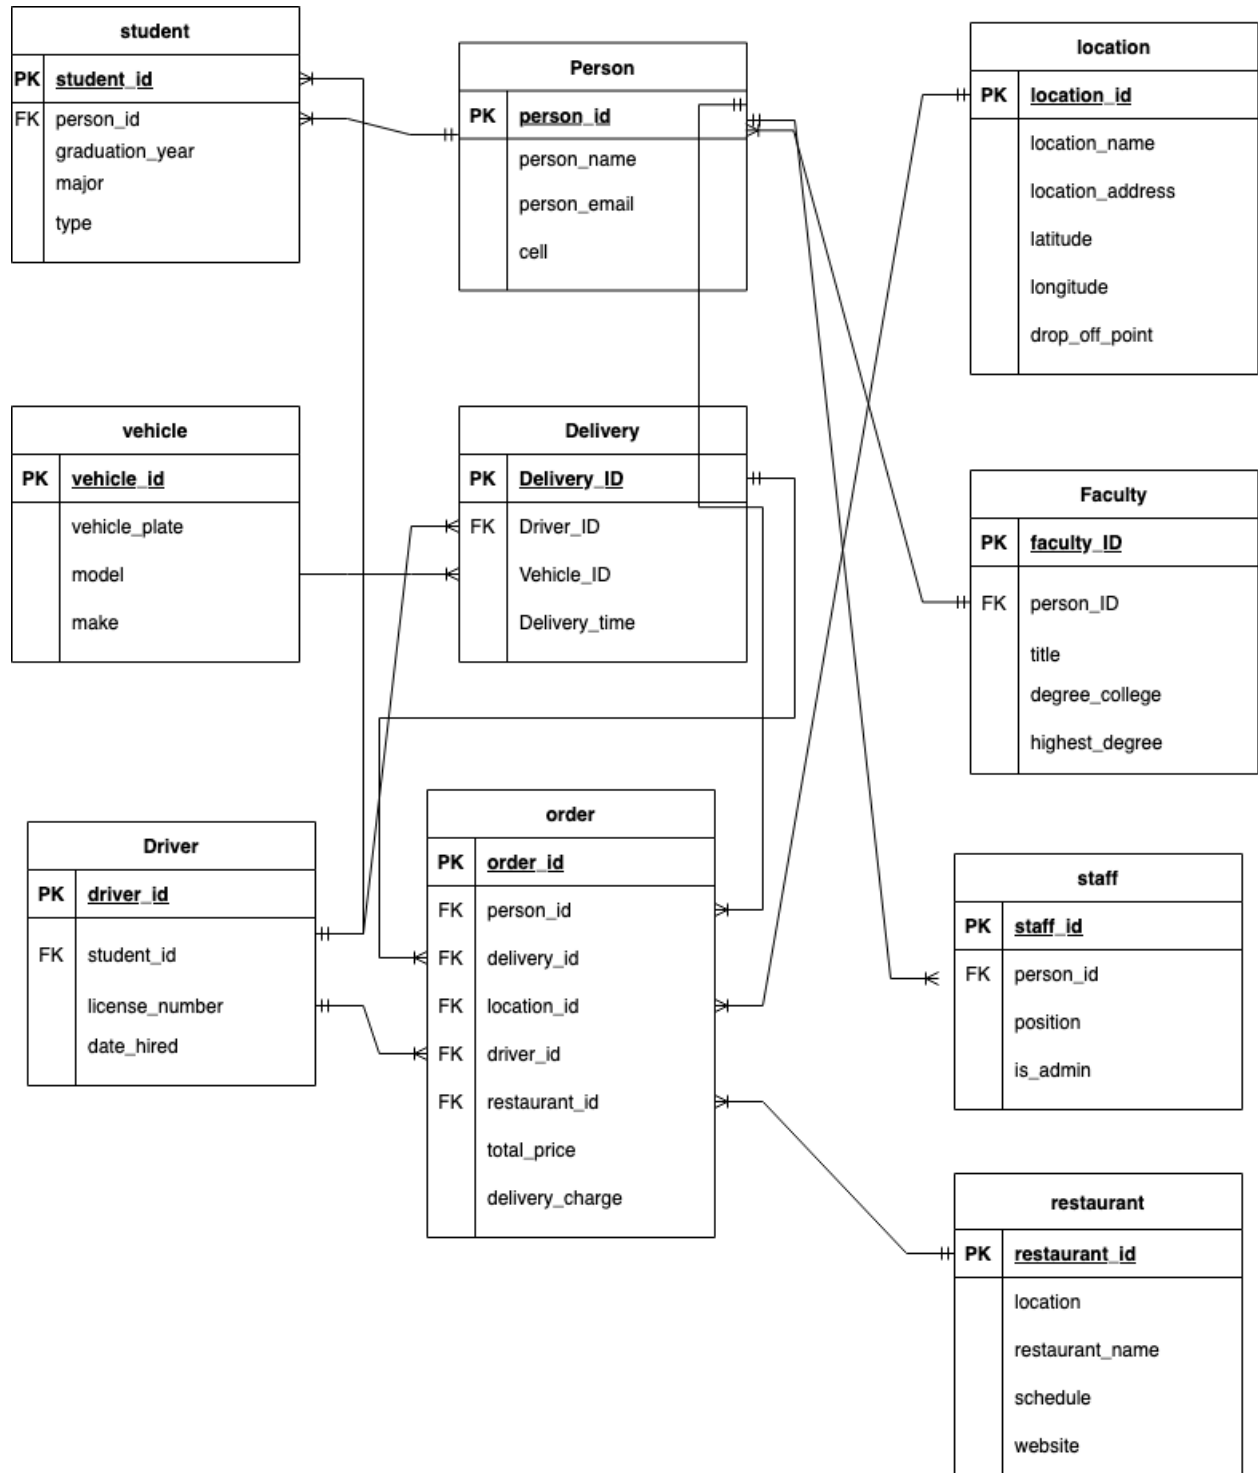 student
PK student_id
FK person_id
graduation_year
major
type
Person
PK person_id
person_name
person_email
cell
location
PK location_id
location_name
location_address
latitude
longitude
drop_off_point
vehicle
PK vehicle_id
vehicle_plate
model
make
Delivery
PK Delivery_ID
FK Driver_ID
Vehicle_ID
Delivery_time
Faculty
PK faculty_ID
FK person_ID
title
degree_college
highest_degree
Driver
PK driver_id
FK student_id
license_number
date_hired
order
PK order_id
FK person_id
FK delivery_id
FK location_id
FK driver_id
FK restaurant_id
total_price
delivery_charge
staff
PK staff_id
FK person_id
position
is_admin
restaurant
PK restaurant_id
location
restaurant_name
schedule
website